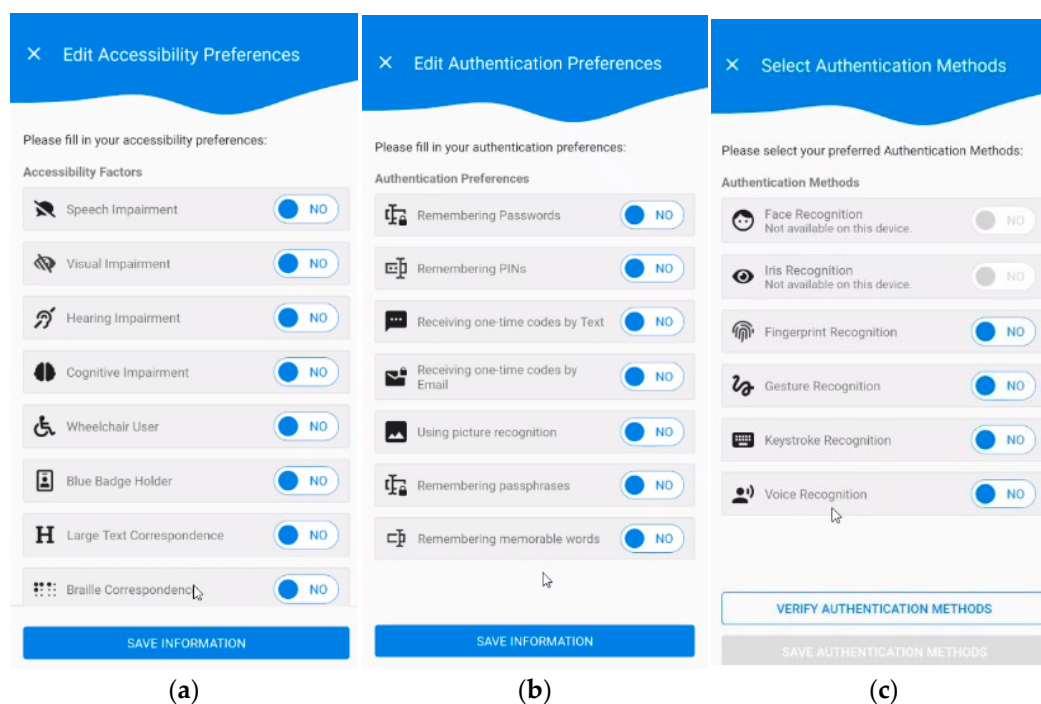 Edit Accessibility Preferences
Please fill in your accessibility preferences:
Accessibility Factors
Speech Impairment NO
Visual Impairment NO
Hearing Impairment NO
Cognitive Impairment NO
Wheelchair User NO
Blue Badge Holder NO
Large Text Correspondence NO
Braille Correspondence NO
SAVE INFORMATION
(a)
Edit Authentication Preferences
Please fill in your authentication preferences:
Authentication Preferences
Remembering Passwords NO
Remembering PINs NO
Receiving one-time codes by Text NO
Receiving one-time codes by
Email NO
Using picture recognition NO
Remembering passphrases NO
Remembering memorable words NO
SAVE INFORMATION
(b)
Select Authentication Methods
Please select your preferred Authentication Methods:
Authentication Methods
Face Recognition
Not available on this device. NO
Iris Recognition
Not available on this device. NO
Fingerprint Recognition NO
Gesture Recognition NO
Keystroke Recognition NO
Voice Recognition NO
VERIFY AUTHENTICATION METHODS
SAVE AUTHENTICATION METHODS
(c)